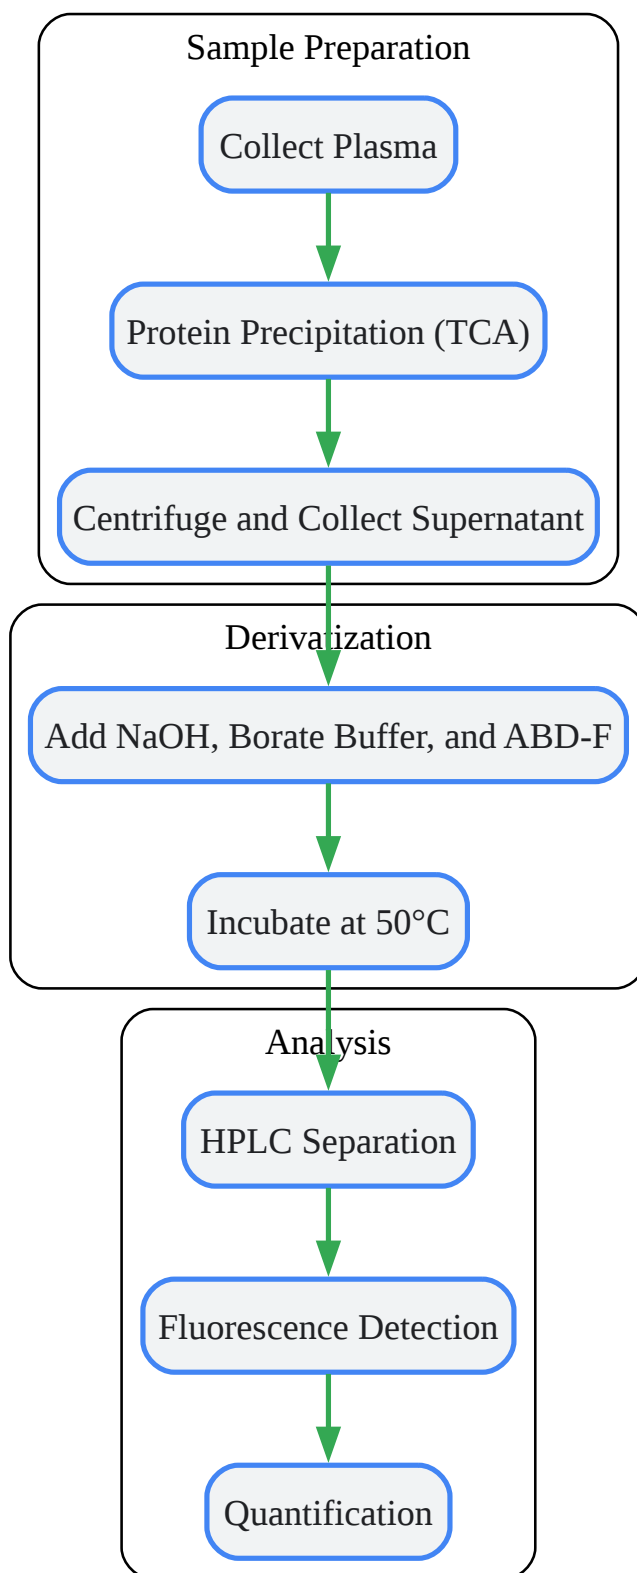 Sample Preparation
Collect Plasma
Protein Precipitation (TCA)
Centrifuge and Collect Supernatant
Derivatization
Add NaOH, Borate Buffer, and ABD-F
Incubate at 50°C
Analysis
HPLC Separation
Fluorescence Detection
Quantification